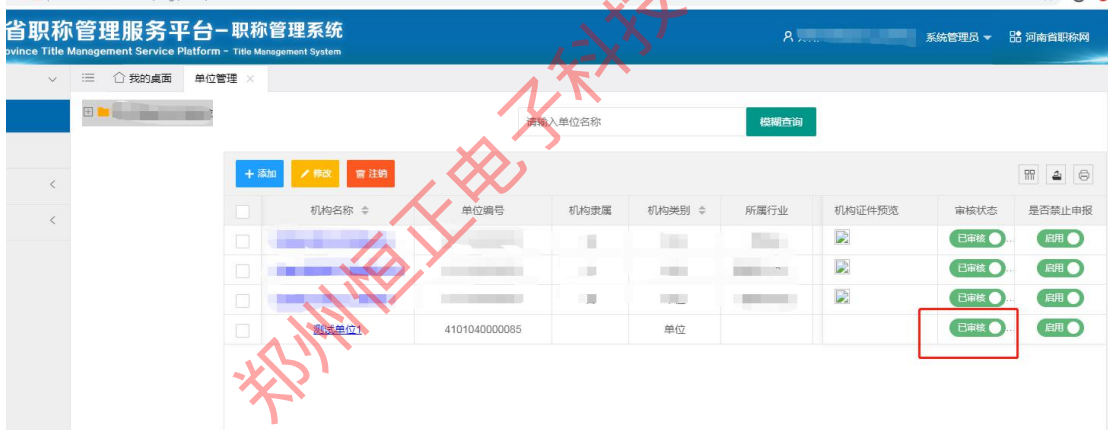 省职称管理服务平台-职称管理系统
ovince Title Management Service Platform - Title Management System
系统管理员
河南省职称网
我的桌面
单位管理
请输入单位名称
模糊查询
添加
修改
注销
机构名称 单位编号 机构隶属 机构类别 所属行业 机构证件预览 审核状态 是否禁止申报
已审核 启用
已审核 启用
已审核 启用
测试单位1 4101040000085 单位 已审核 启用
郑州恒正电子科技